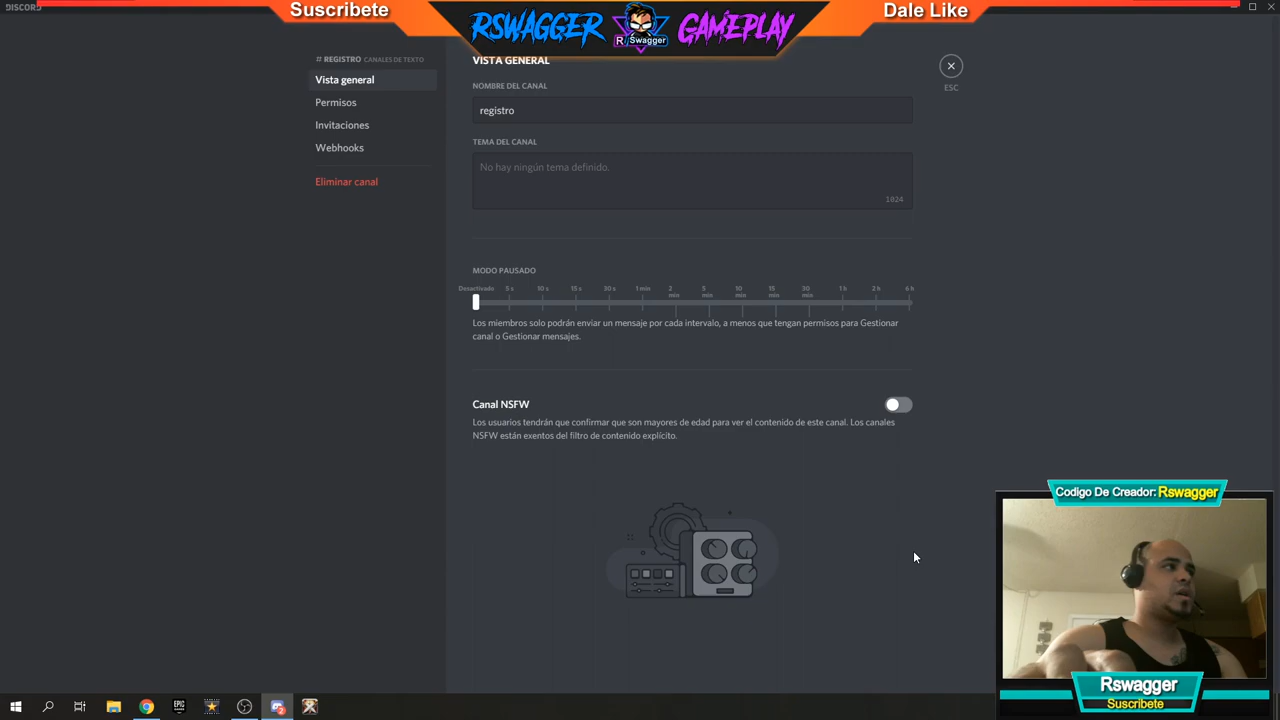 DISCORD
Suscribete
RSWAGGER
R Swagger
GAMEPLAY
Dale Like
# REGISTRO CANALES DE TEXTO
Vista general
Permisos
Invitaciones
Webhooks
Eliminar canal
VISTA GENERAL
NOMBRE DEL CANAL
registro
TEMA DEL CANAL
No hay ningún tema definido.
1024
ESC
MODO PAUSADO
Desactivado 5 s 10 s 15 s 30 s 1 min 2 min 5 min 10 min 15 min 30 min 1 h 2 h 6 h
Los miembros solo podrán enviar un mensaje por cada intervalo, a menos que tengan permisos para Gestionar
canal o Gestionar mensajes.
Canal NSFW
Los usuarios tendrán que confirmar que son mayores de edad para ver el contenido de este canal. Los canales
NSFW están exentos del filtro de contenido explícito.
Codigo De Creador: Rswagger
Rswagger
Suscribete
EPIC